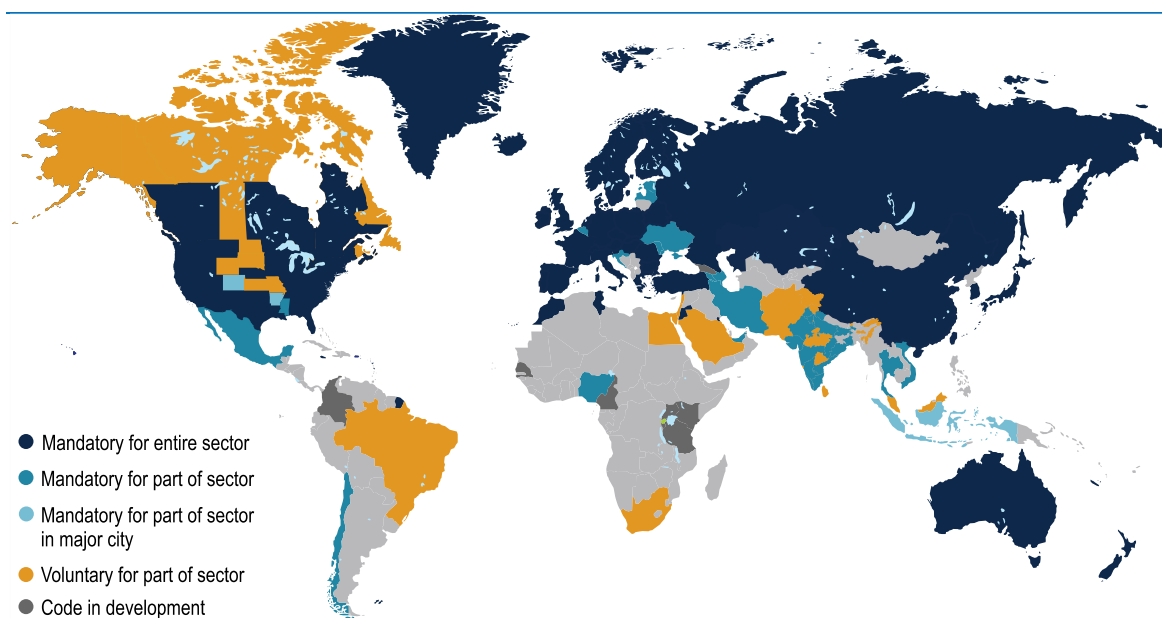 Mandatory for entire sector
Mandatory for part of sector
Mandatory for part of sector
in major city
Voluntary for part of sector
Code in development